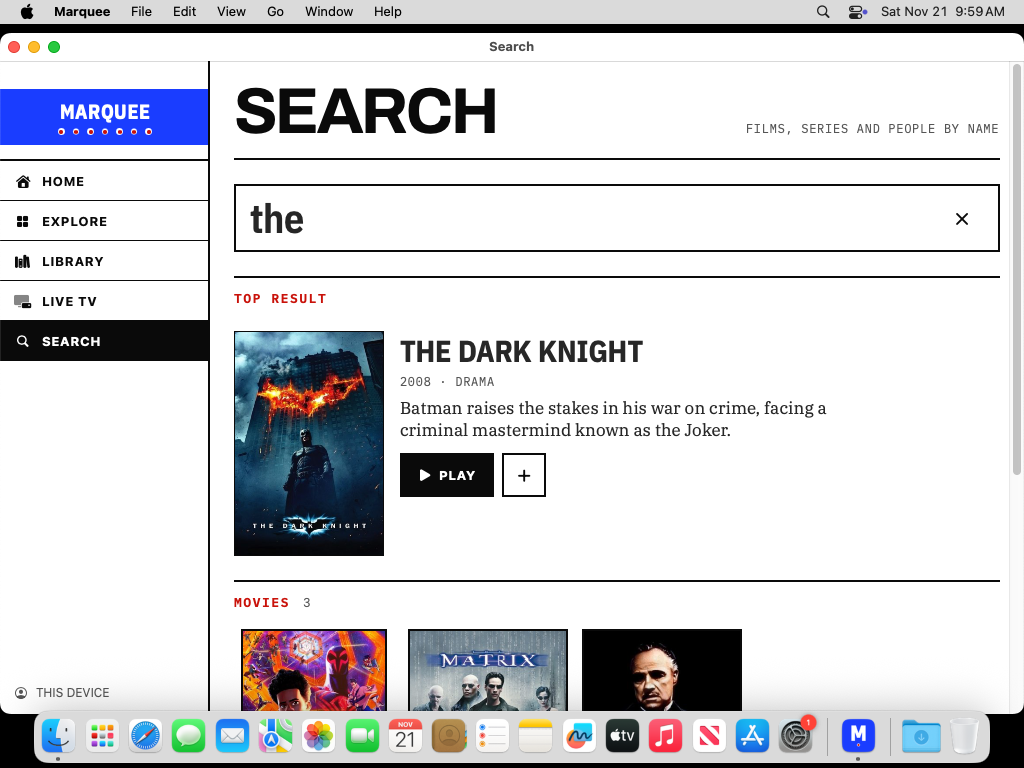 Marquee File Edit View Go Window Help Sat Nov 21 9:59 AM
Search
MARQUEE
HOME
EXPLORE
LIBRARY
LIVE TV
SEARCH
THIS DEVICE
SEARCH
FILMS, SERIES AND PEOPLE BY NAME
the
TOP RESULT
THE DARK KNIGHT
THE DARK KNIGHT
2008 · DRAMA
Batman raises the stakes in his war on crime, facing a
criminal mastermind known as the Joker.
PLAY
MOVIES 3
MATRIX
NOV
21
tv
1
M